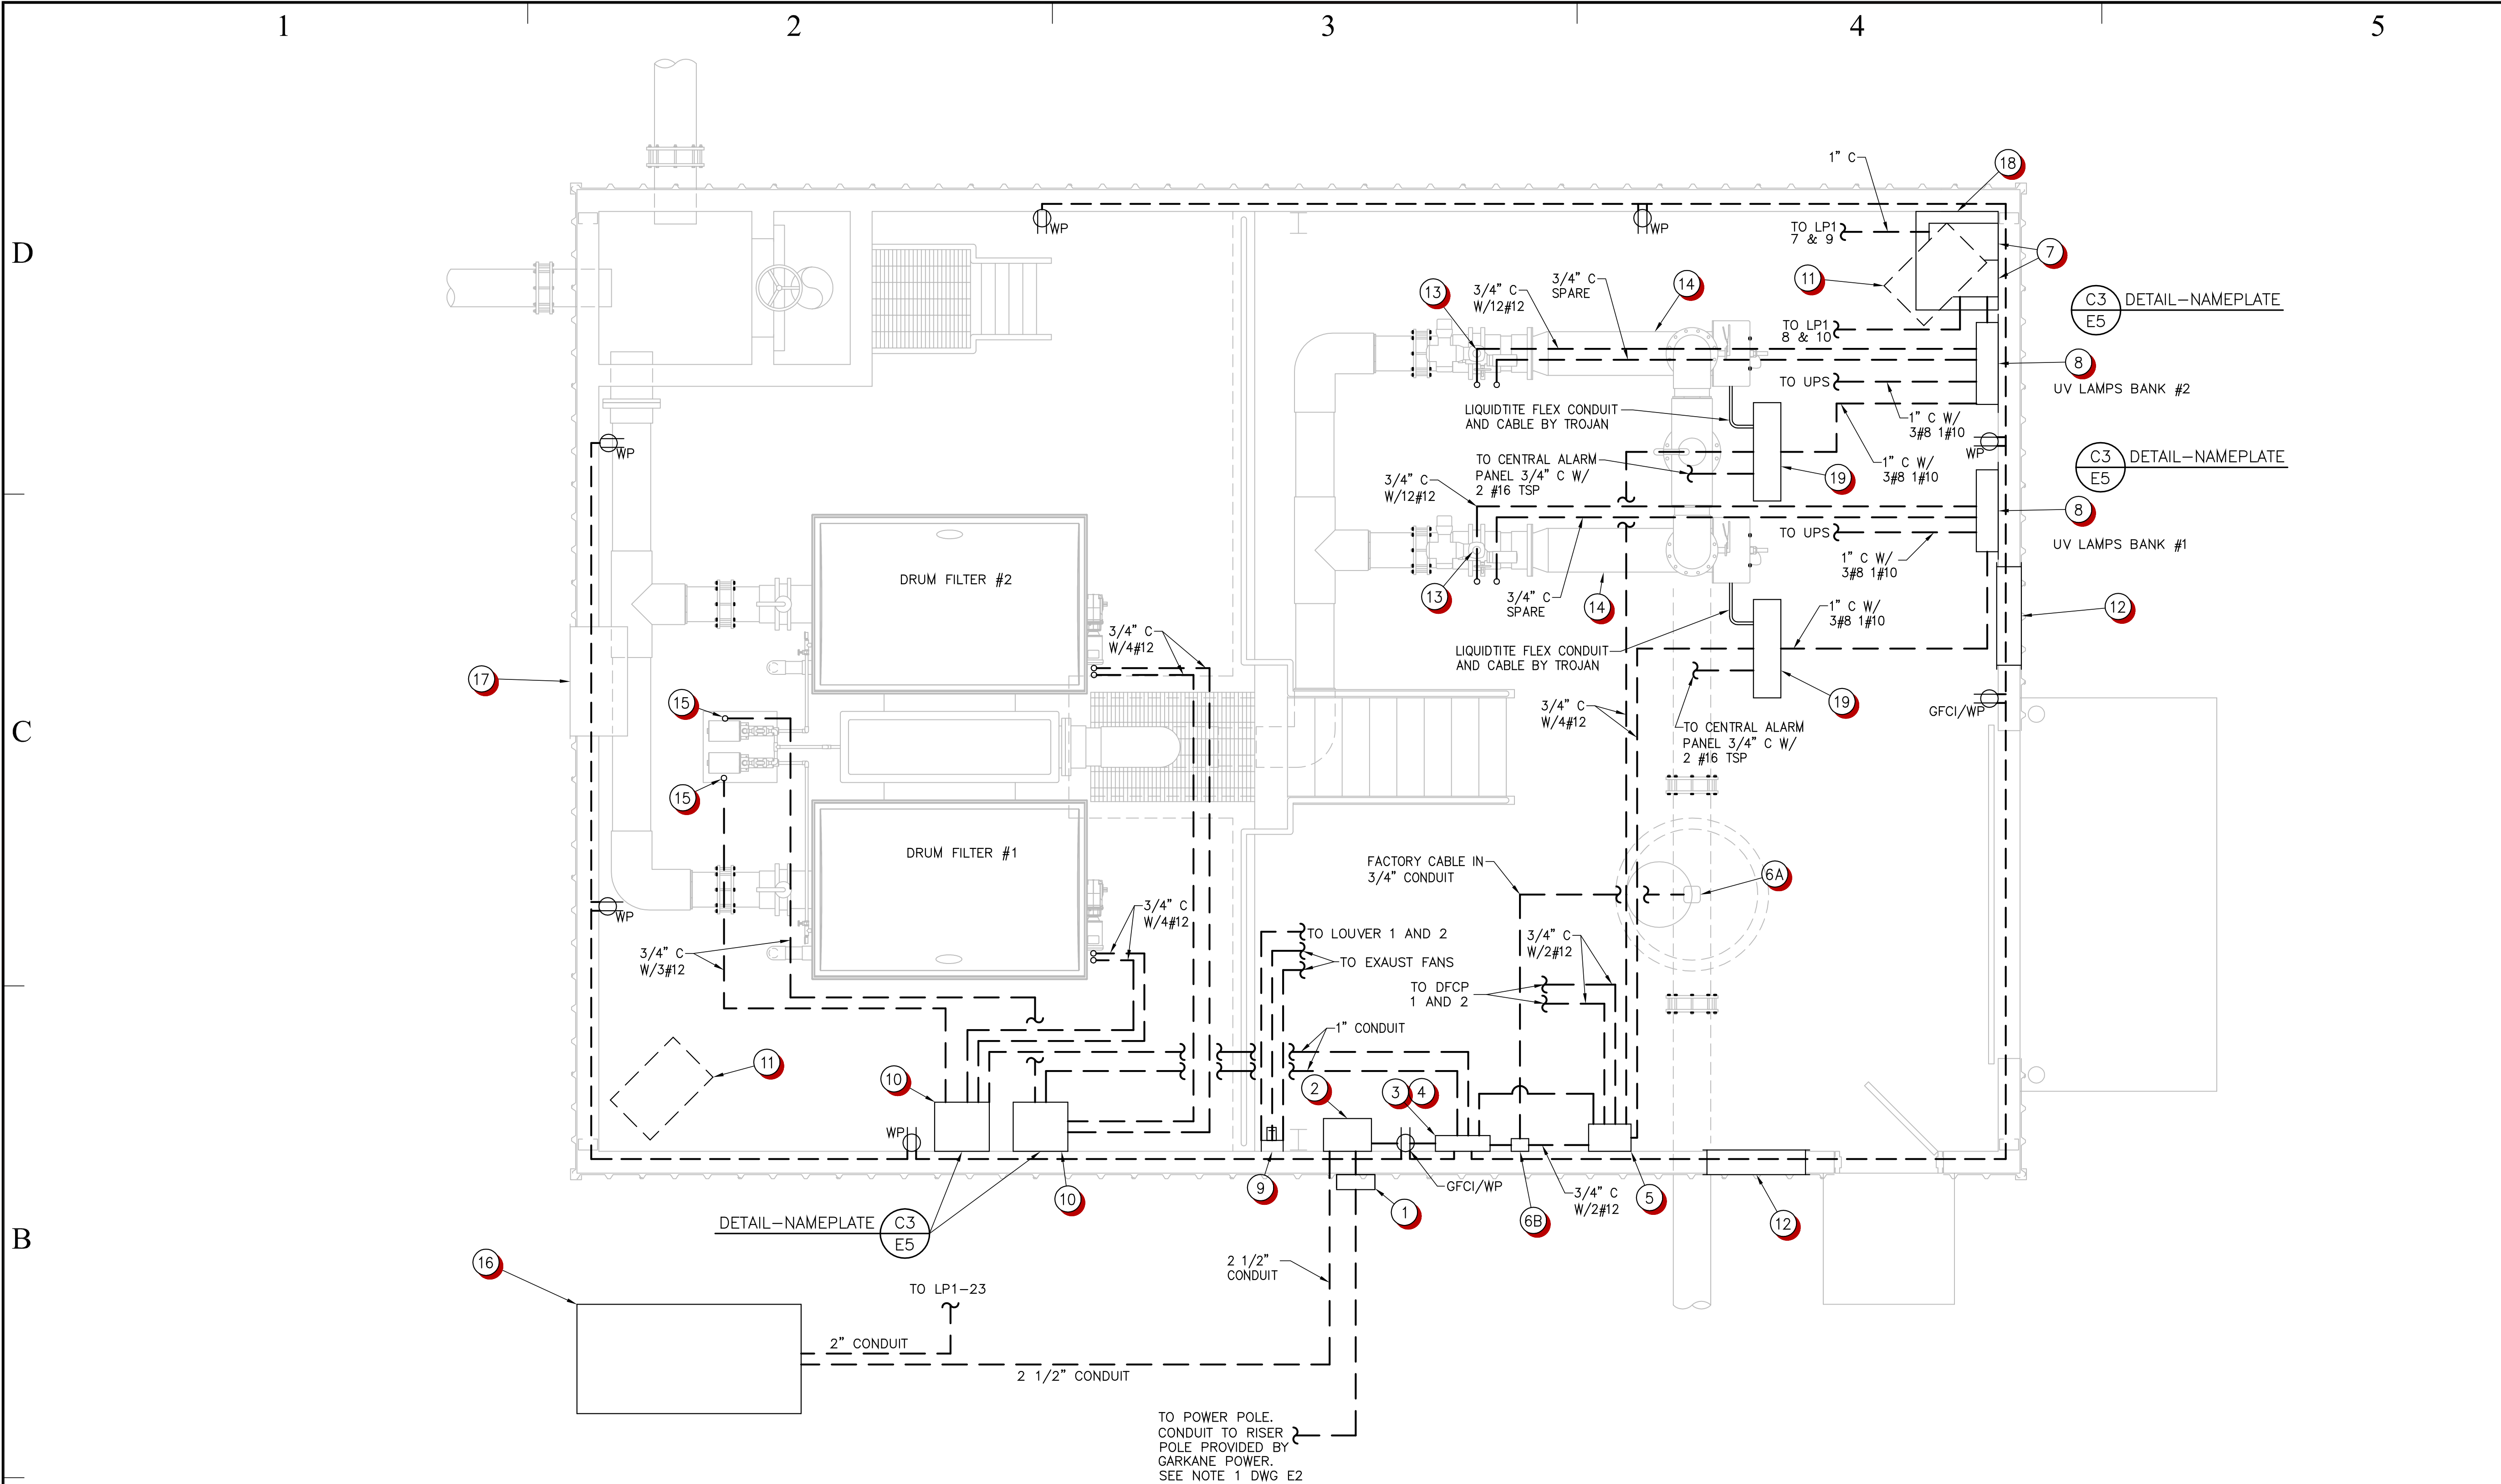 1
2
3
4
5
D
C
B
1" C
18
WP
WP
TO LP1
7 & 9
7
11
13
3/4" C
W/12#12
3/4" C
SPARE
14
C3
E5
DETAIL-NAMEPLATE
TO LP1
8 & 10
8
UV LAMPS BANK #2
TO UPS
LIQUIDTITE FLEX CONDUIT
AND CABLE BY TROJAN
1" C W/
3#8 1#10
WP
WP
C3
E5
DETAIL-NAMEPLATE
TO CENTRAL ALARM
PANEL 3/4" C W/
2 #16 TSP
1" C W/
3#8 1#10
19
3/4" C
W/12#12
8
UV LAMPS BANK #1
TO UPS
1" C W/
3#8 1#10
DRUM FILTER #2
13
3/4" C
SPARE
14
1" C W/
3#8 1#10
12
3/4" C
W/4#12
LIQUIDTITE FLEX CONDUIT
AND CABLE BY TROJAN
17
15
19
3/4" C
W/4#12
GFCI/WP
TO CENTRAL ALARM
PANEL 3/4" C W/
2 #16 TSP
15
DRUM FILTER #1
FACTORY CABLE IN
3/4" CONDUIT
6A
WP
3/4" C
W/4#12
TO LOUVER 1 AND 2
3/4" C
W/2#12
3/4" C
W/3#12
TO EXAUST FANS
TO DFCP
1 AND 2
1" CONDUIT
11
10
2
3
4
WP
10
9
GFCI/WP
1
6B
3/4" C
W/2#12
5
12
DETAIL-NAMEPLATE
C3
E5
16
2 1/2"
CONDUIT
TO LP1-23
2" CONDUIT
2 1/2" CONDUIT
TO POWER POLE.
CONDUIT TO RISER
POLE PROVIDED BY
GARKANE POWER.
SEE NOTE 1 DWG E2